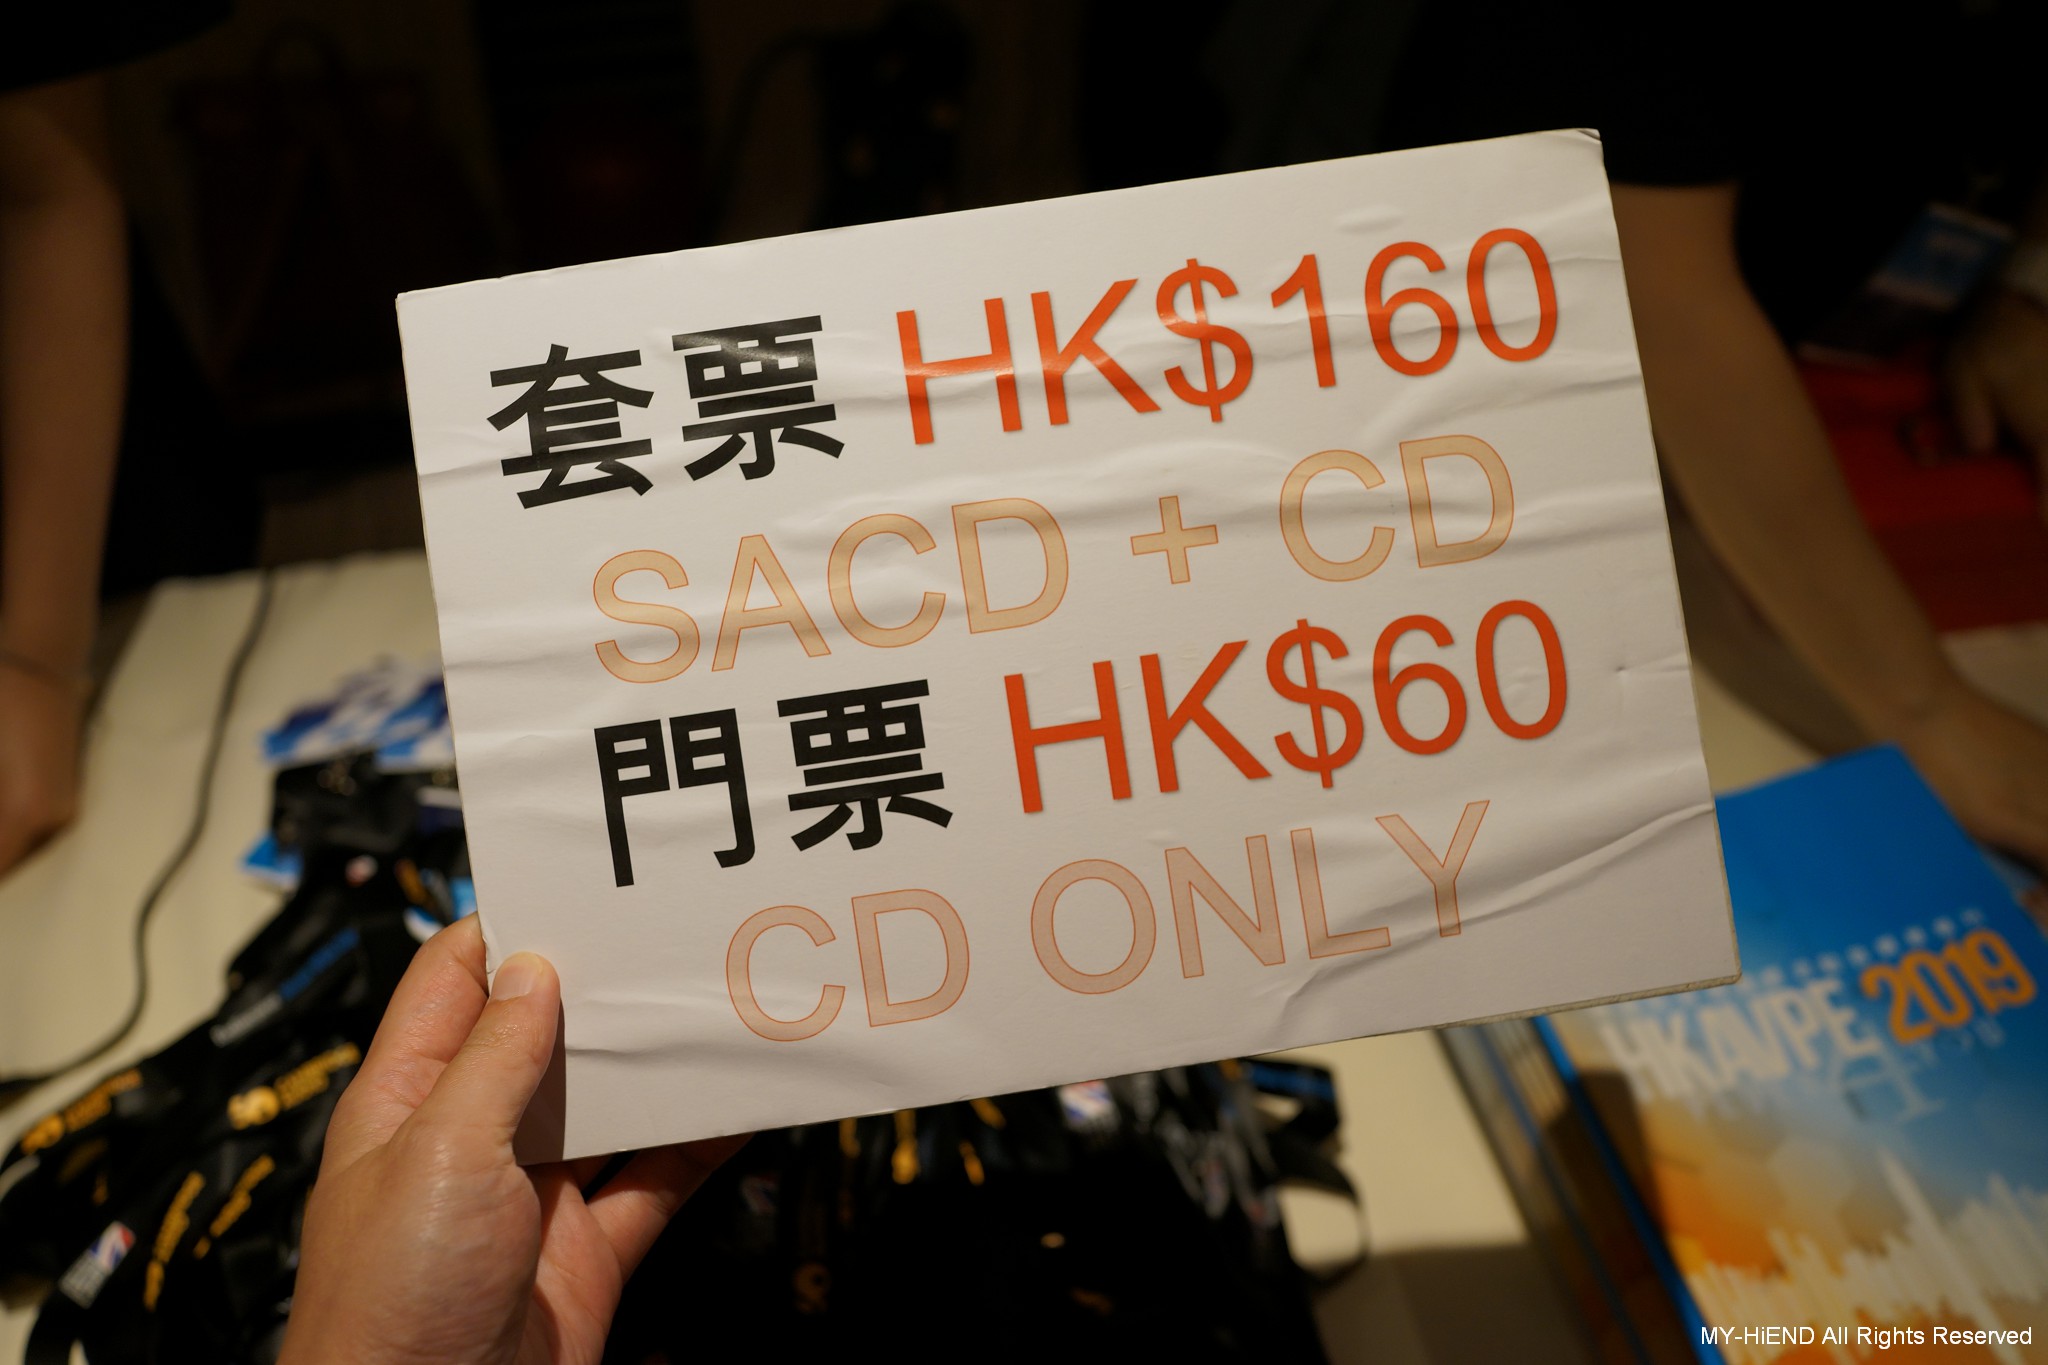 套票 HK$160
SACD + CD
門票 HK$60
CD ONLY
HKAVPE 2019
MY-HiEND All Rights Reserved